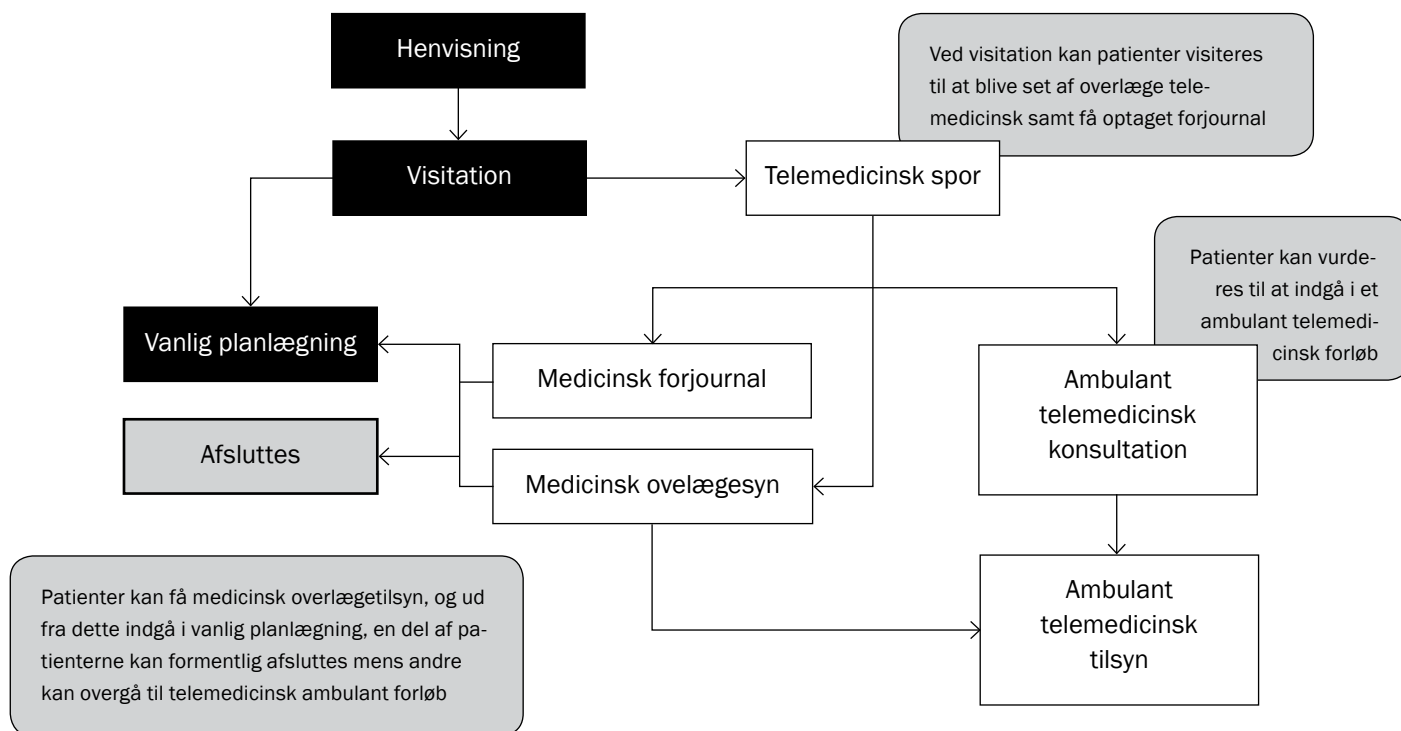 Henvisning
Ved visitation kan patienter visiteres
til at blive set af overlæge tele-
medicinsk samt få optaget forjournal
Visitation
Telemedicinsk spor
Patienter kan vurde-
res til at indgå i et
ambulant telemedi-
cinsk forløb
Vanlig planlægning
Medicinsk forjournal
Ambulant
telemedicinsk
konsultation
Afsluttes
Medicinsk ovelægesyn
Ambulant
telemedicinsk
tilsyn
Patienter kan få medicinsk overlægetilsyn, og ud
fra dette indgå i vanlig planlægning, en del af pa-
tienterne kan formentlig afsluttes mens andre
kan overgå til telemedicinsk ambulant forløb